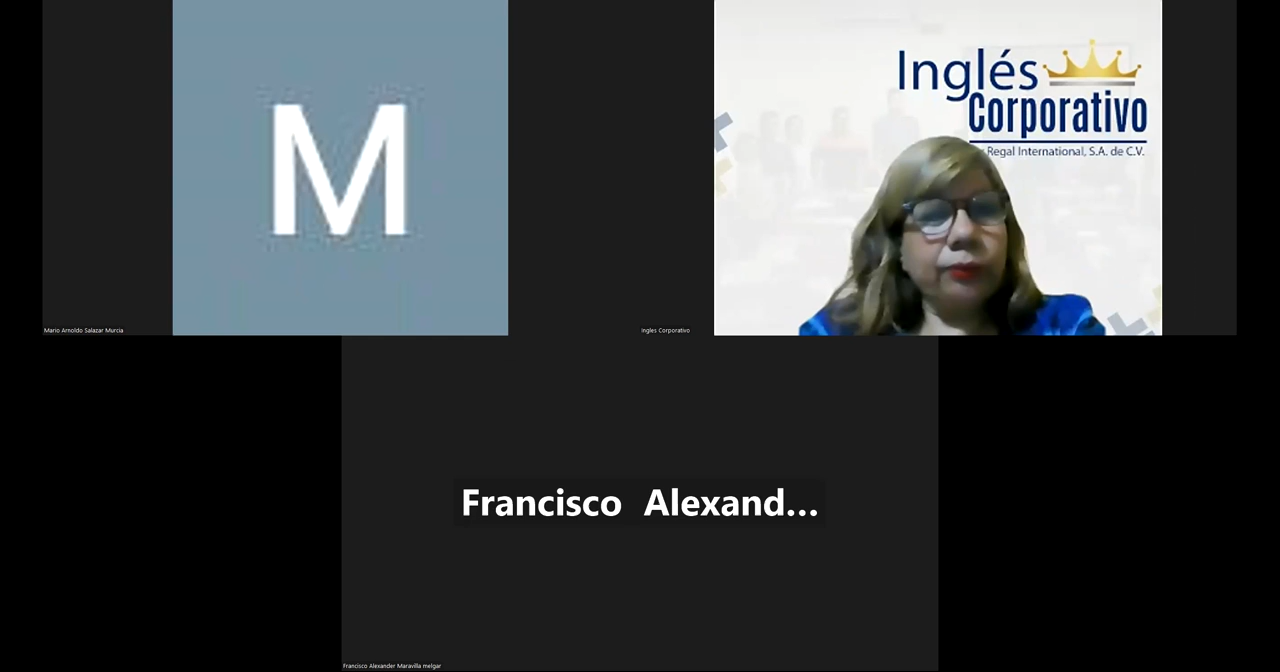 M
Mario Arnoldo Salazar Murcia
Inglés
Corporativo
Regal International, S.A. de C.V.
Ingles Corporativo
Francisco Alexand...
Francisco Alexander Maravilla melgar